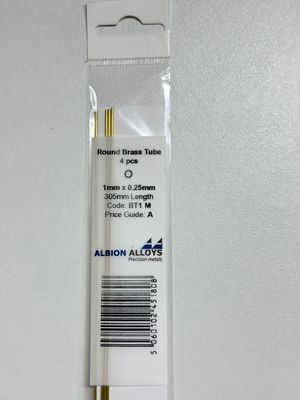 Round Brass Tube
4 pcs
1mm x 0.25mm
305mm Length
Code: BT1 M
Price Guide: A
ALBION ALLOYS
Precision metals
5 060102 451808